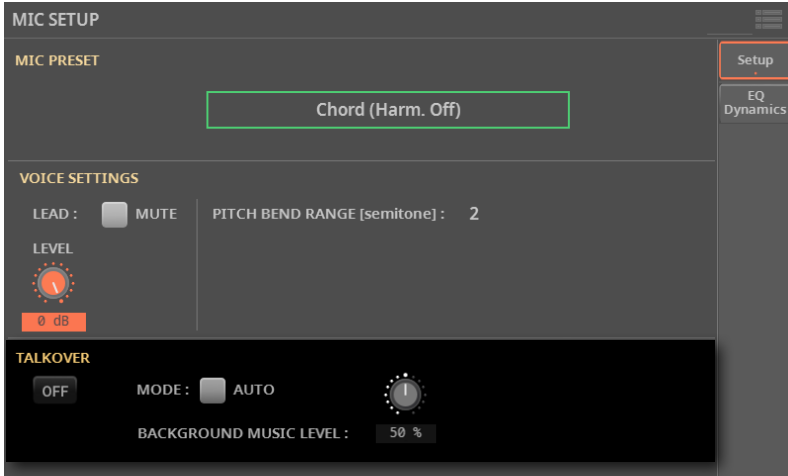 MIC SETUP
MIC PRESET
Setup
Chord (Harm. Off)
EQ
Dynamics
VOICE SETTINGS
LEAD : MUTE PITCH BEND RANGE [semitone] : 2
LEVEL
0 dB
TALKOVER
OFF MODE : AUTO
BACKGROUND MUSIC LEVEL : 50 %